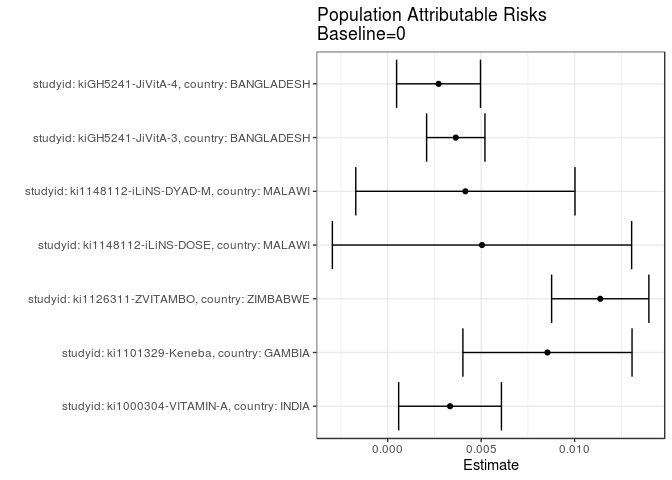 Population Attributable Risks
Baseline=0
studyid: kiGH5241-JiVitA-4, country: BANGLADESH
studyid: kiGH5241-JiVitA-3, country: BANGLADESH
studyid: ki1148112-iLiNS-DYAD-M, country: MALAWI
studyid: ki1148112-iLiNS-DOSE, country: MALAWI
studyid: ki1126311-ZVITAMBO, country: ZIMBABWE
studyid: ki1101329-Keneba, country: GAMBIA
studyid: ki1000304-VITAMIN-A, country: INDIA
0.000 0.005 0.010
Estimate